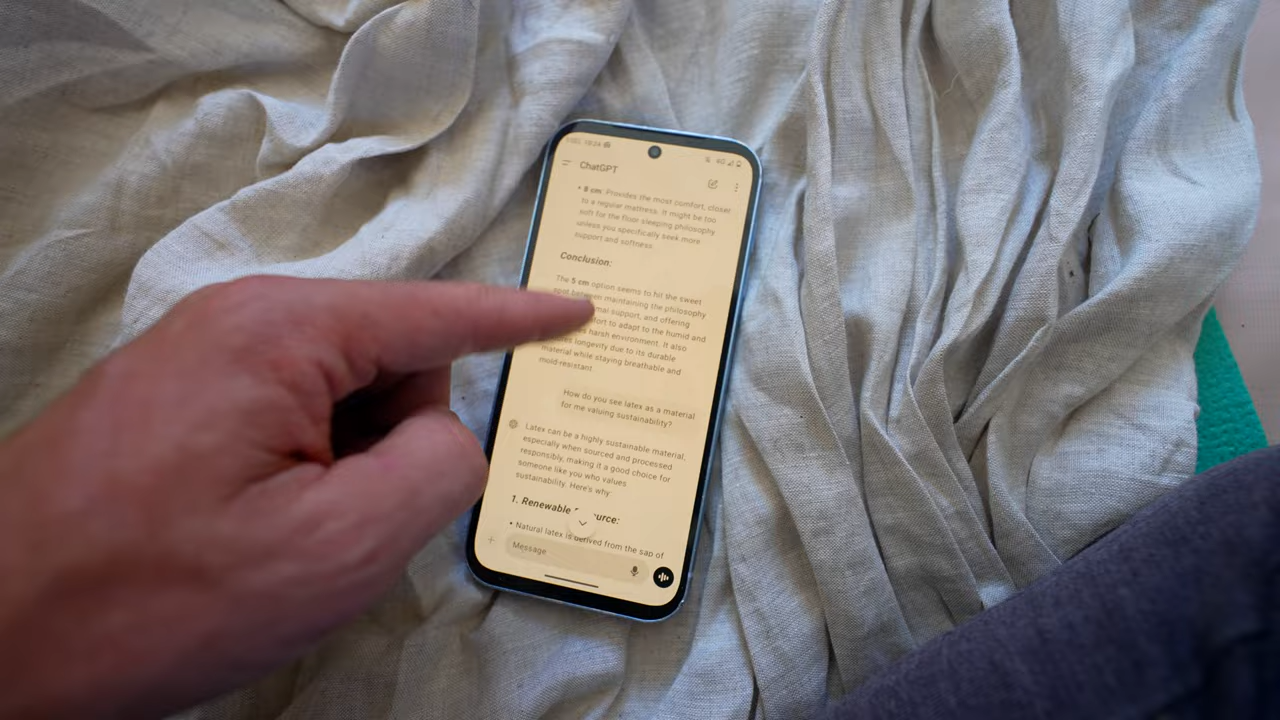 10:24
4G
ChatGPT
• 8 cm: Provides the most comfort, closer
to a regular mattress. It might be too
soft for the floor sleeping philosophy
unless you specifically seek more
support and softness.
Conclusion:
The 5 cm option seems to hit the sweet
spot between maintaining the philosophy
support, and offering
to adapt to the humid and
harsh environment. It also
longevity due to its durable
material while staying breathable and
mold-resistant.
How do you see latex as a material
for me valuing sustainability?
Latex can be a highly sustainable material,
especially when sourced and processed
responsibly, making it a good choice for
someone like you who values
sustainability. Here's why:
1. Renewable
• Natural latex is derived from the sap of
Message